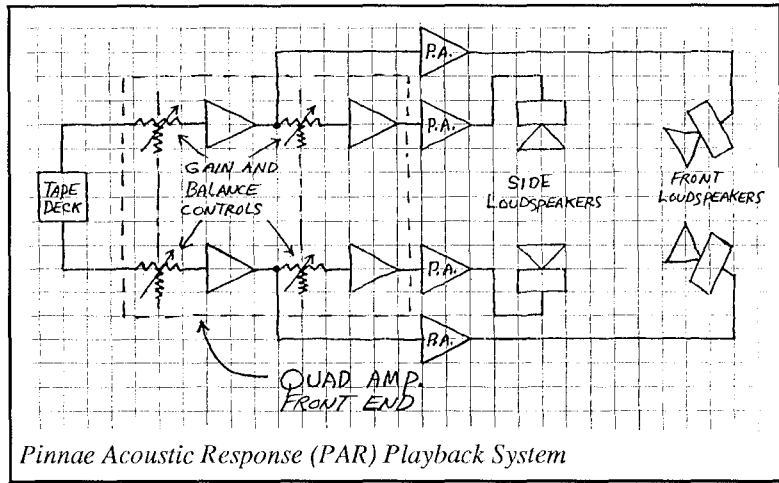 P.A.
P.A.
GAIN AND
BALANCE
CONTROLS
TAPE
DECK
SIDE
LOUDSPEAKERS
FRONT
LOUDSPEAKERS
P.A.
P.A.
QUAD AMP.
FRONT END
Pinnae Acoustic Response (PAR) Playback System